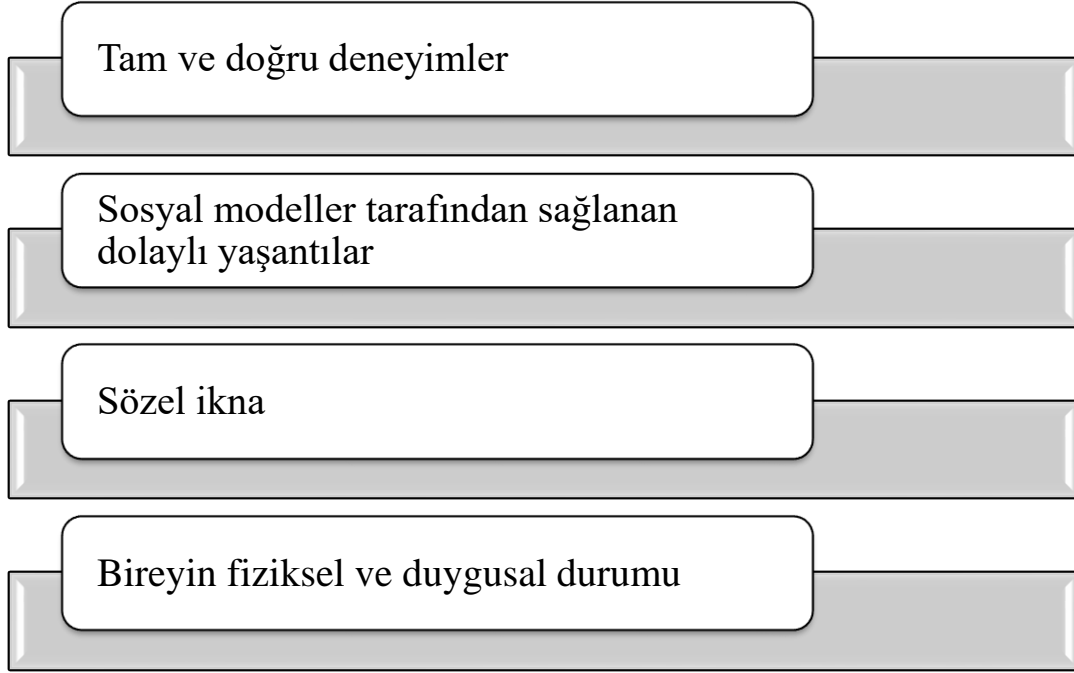 Tam ve doğru deneyimler
Sosyal modeller tarafından sağlanan
dolaylı yaşantılar
Sözel ikna
Bireyin fiziksel ve duygusal durumu